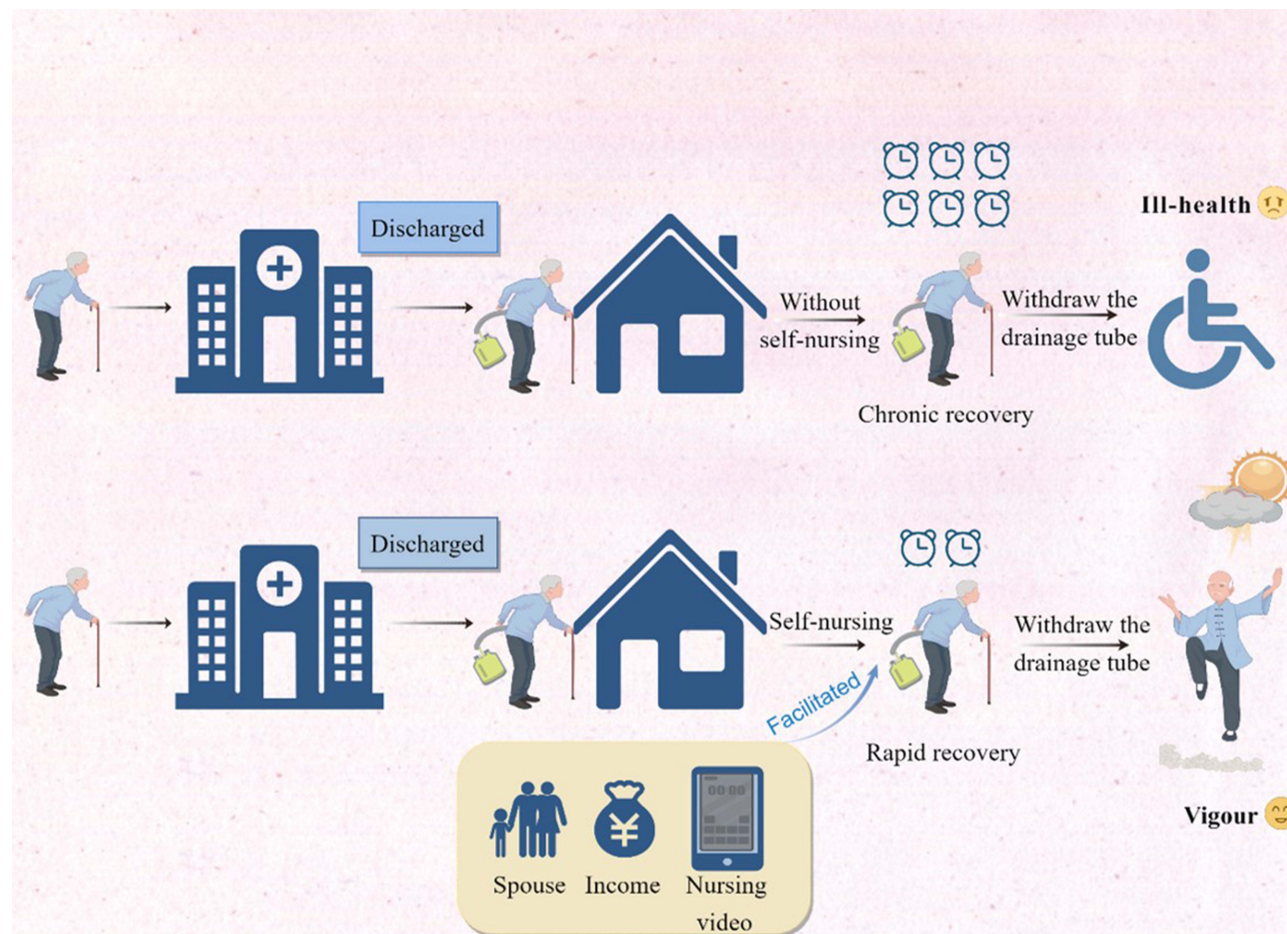 Discharged
Ill-health
Without
self-nursing
Withdraw the
drainage tube
Chronic recovery
Discharged
Self-nursing
Facilitated
Withdraw the
drainage tube
Rapid recovery
Vigour
¥
00:00
Spouse Income Nursing
video